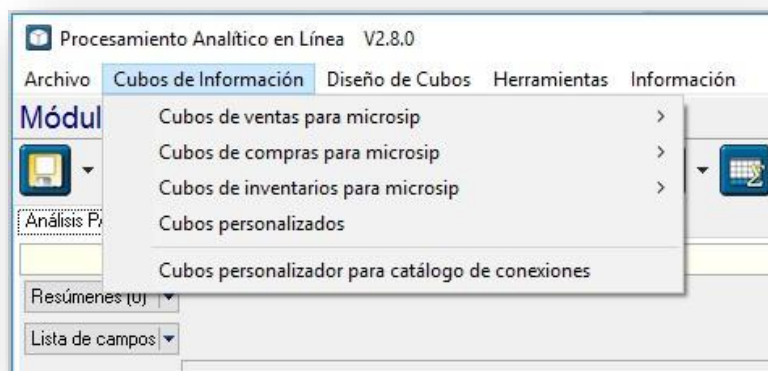 Procesamiento Analítico en Línea V2.8.0
Archivo Cubos de Información Diseño de Cubos Herramientas Información
Módul
Cubos de ventas para microsip
Cubos de compras para microsip
Cubos de inventarios para microsip
Análisis
Cubos personalizados
Cubos personalizador para catálogo de conexiones
Resúmenes (0)
Lista de campos